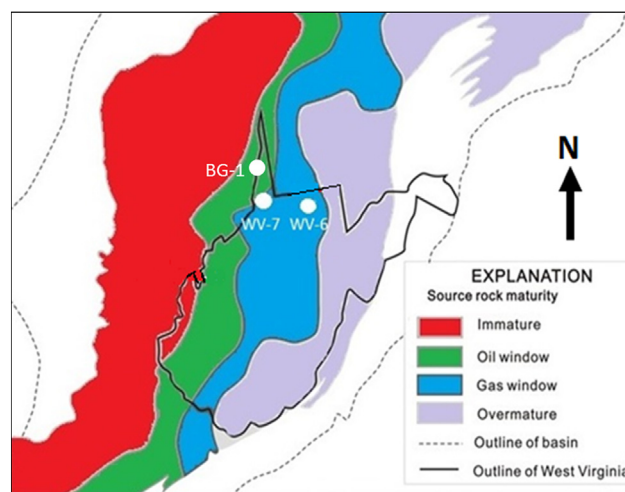 BG-1
N
WV-7
WV-6
EXPLANATION
Source rock maturity
Immature
Oil window
Gas window
Overmature
Outline of basin
Outline of West Virginia